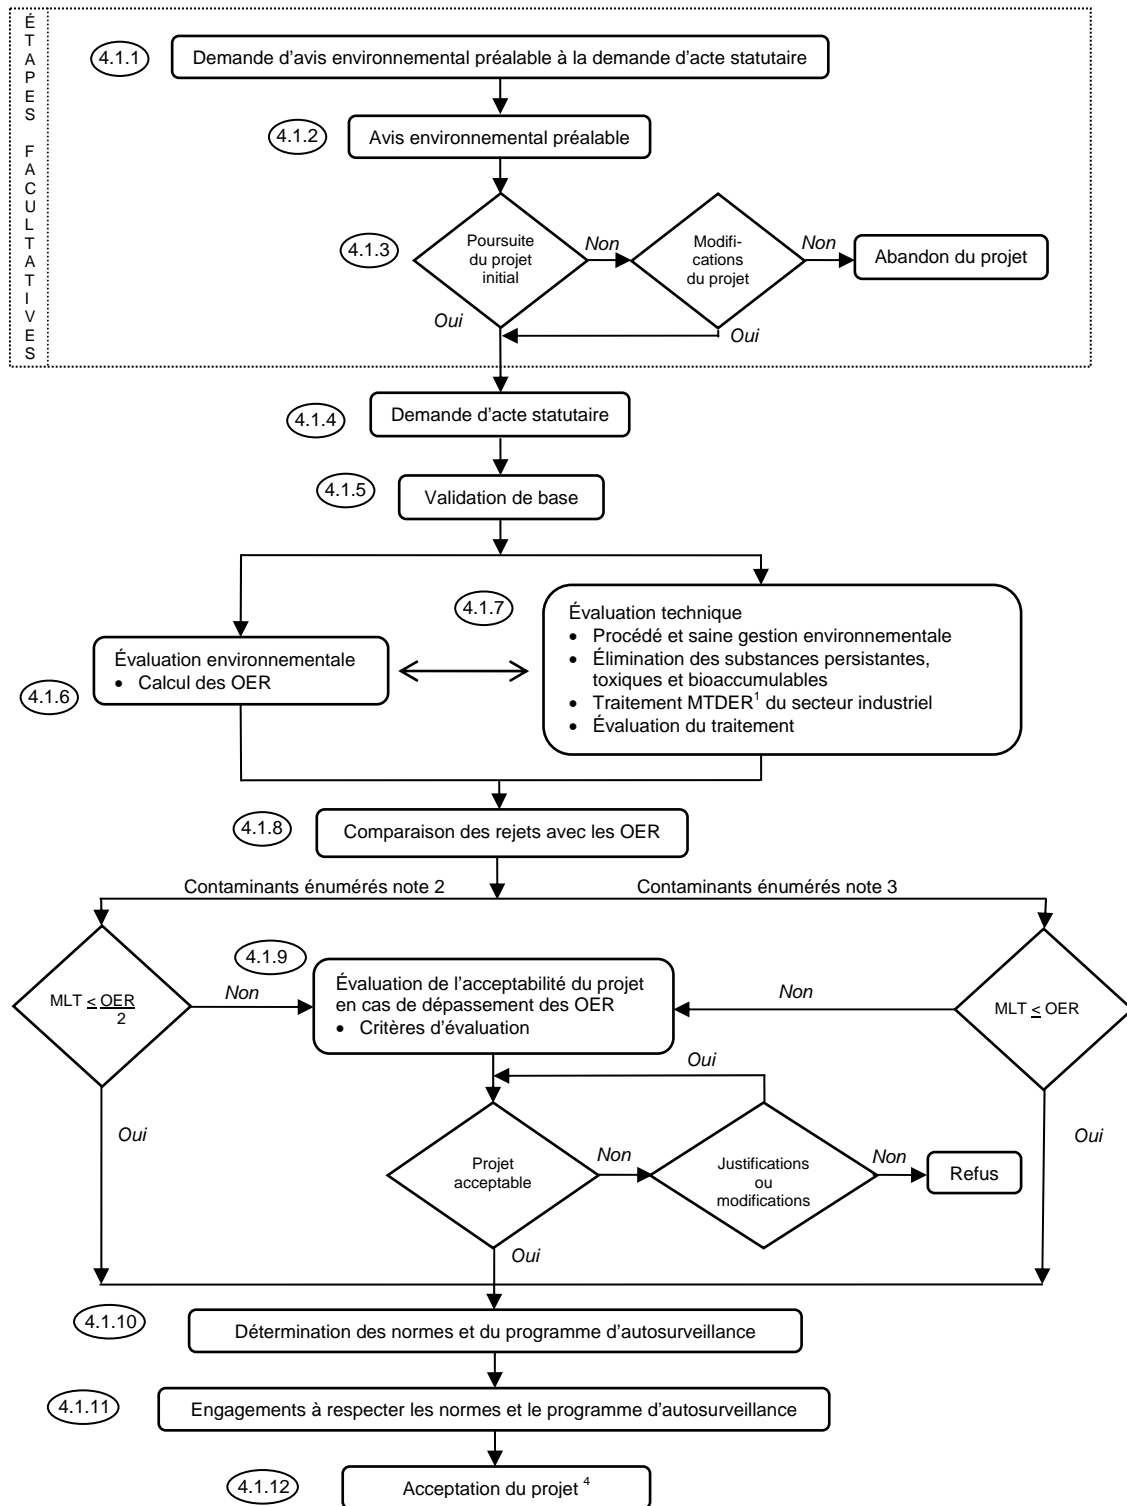 ÉTAPES FACULTATIVES
4.1.1
Demande d'avis environmental préalable à la demande d'acte statutaire
4.1.2
Avis environnemental préalable
4.1.3
Poursuite
du projet
initial
Non
Modifi-
cations
du projet
Non
Abandon du projet
Oui
Oui
4.1.4
Demande d'acte statutaire
4.1.5
Validation de base
4.1.6
Évaluation environnementale
• Calcul des OER
4.1.7
Évaluation technique
• Procédé et saine gestion environnementale
• Élimination des substances persistantes,
toxiques et bioaccumulables
• Traitement MTDER¹ du secteur industriel
• Évaluation du traitement
4.1.8
Comparaison des rejets avec les OER
Contaminants énumérés note 2
Contaminants énumérés note 3
MLT ≤ OER
2
Non
4.1.9
Évaluation de l'acceptabilité du projet
en cas de dépassement des OER
• Critères d'évaluation
Non
MLT ≤ OER
Oui
Oui
Oui
Projet
acceptable
Non
Justifications
ou
modifications
Non
Refus
Oui
4.1.10
Détermination des normes et du programme d'autosurveillance
4.1.11
Engagements à respecter les normes et le programme d'autosurveillance
4.1.12
Acceptation du projet ⁴